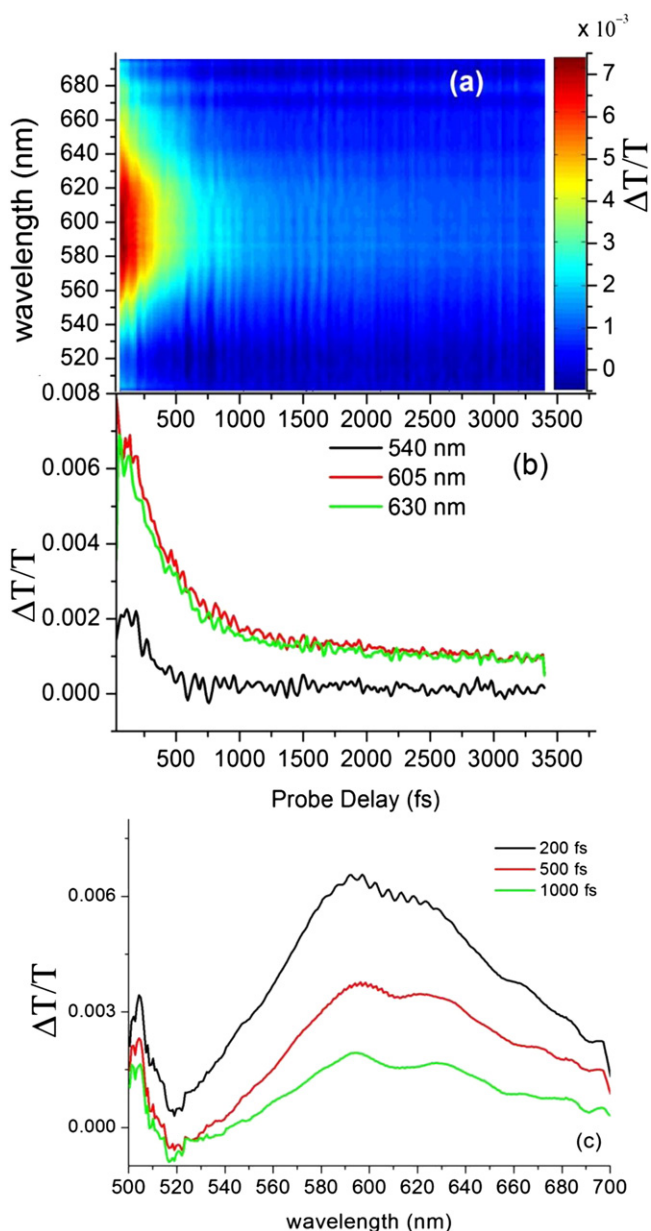 x 10⁻³
(a)
680
660
640
620
600
580
560
540
520
wavelength (nm)
7
6
5
4
3
2
1
0
ΔT/T
500 1000 1500 2000 2500 3000 3500
0.008
0.006
0.004
0.002
0.000
ΔT/T
540 nm
605 nm
630 nm
(b)
500 1000 1500 2000 2500 3000 3500
Probe Delay (fs)
200 fs
500 fs
1000 fs
0.006
0.003
0.000
ΔT/T
(c)
500 520 540 560 580 600 620 640 660 680 700
wavelength (nm)